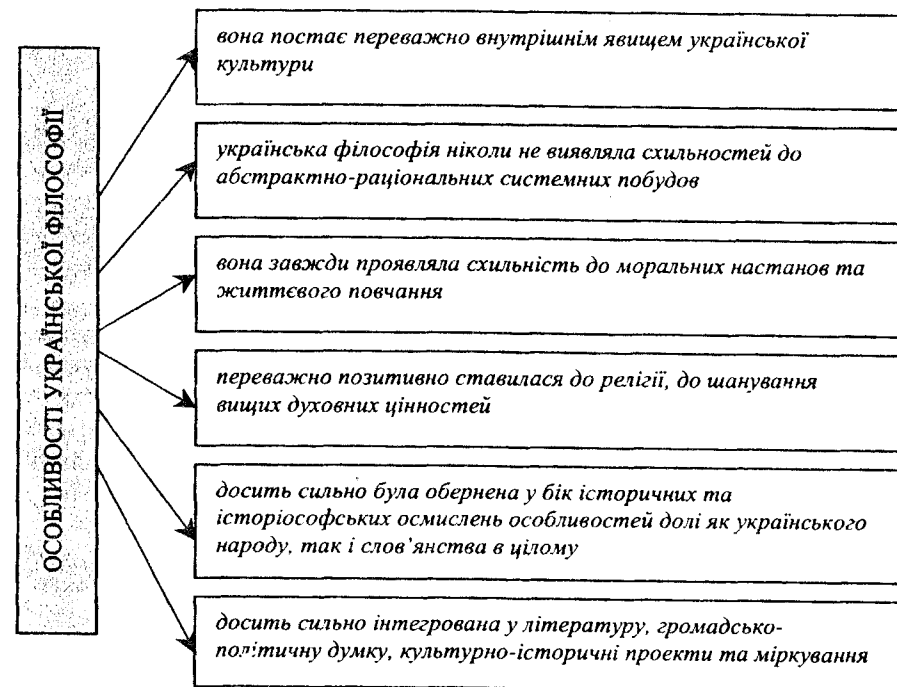 ОСОБЛИВОСТІ УКРАЇНСЬКОЇ ФІЛОСОФІЇ
вона постає переважно внутрішнім явищем української
культури
українська філософія ніколи не виявляла схильностей до
абстрактно-раціональних системних побудов
вона завжди проявляла схильність до моральних настанов та
життєвого повчання
переважно позитивно ставилася до релігії, до шанування
вищих духовних цінностей
досить сильно була обернена у бік історичних та
історіософських осмислень особливостей долі як українського
народу, так і слов’янства в цілому
досить сильно інтегрована у літературу, громадсько-
політичну думку, культурно-історичні проекти та міркування